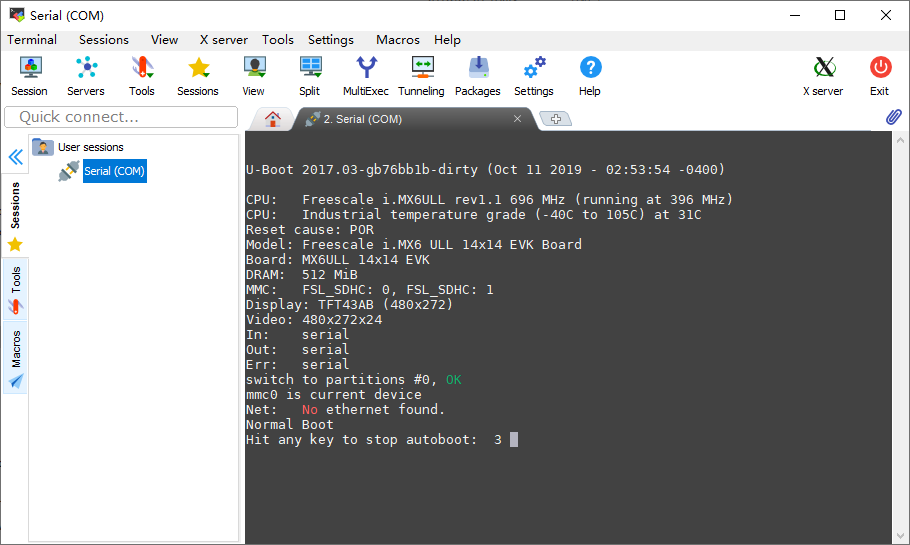 Serial (COM)
Terminal Sessions View X server Tools Settings Macros Help
Session Servers Tools Sessions View Split MultiExec Tunneling Packages Settings Help X server Exit
Quick connect...
2. Serial (COM)
User sessions
Serial (COM)
Sessions
Tools
Macros
U-Boot 2017.03-gb76bb1b-dirty (Oct 11 2019 - 02:53:54 -0400)
CPU:   Freescale i.MX6ULL rev1.1 696 MHz (running at 396 MHz)
CPU:   Industrial temperature grade (-40C to 105C) at 31C
Reset cause: POR
Model: Freescale i.MX6 ULL 14x14 EVK Board
Board: MX6ULL 14x14 EVK
DRAM:  512 MiB
MMC:   FSL_SDHC: 0, FSL_SDHC: 1
Display: TFT43AB (480x272)
Video: 480x272x24
In:    serial
Out:   serial
Err:   serial
switch to partitions #0, OK
mmc0 is current device
Net:   No ethernet found.
Normal Boot
Hit any key to stop autoboot:  3